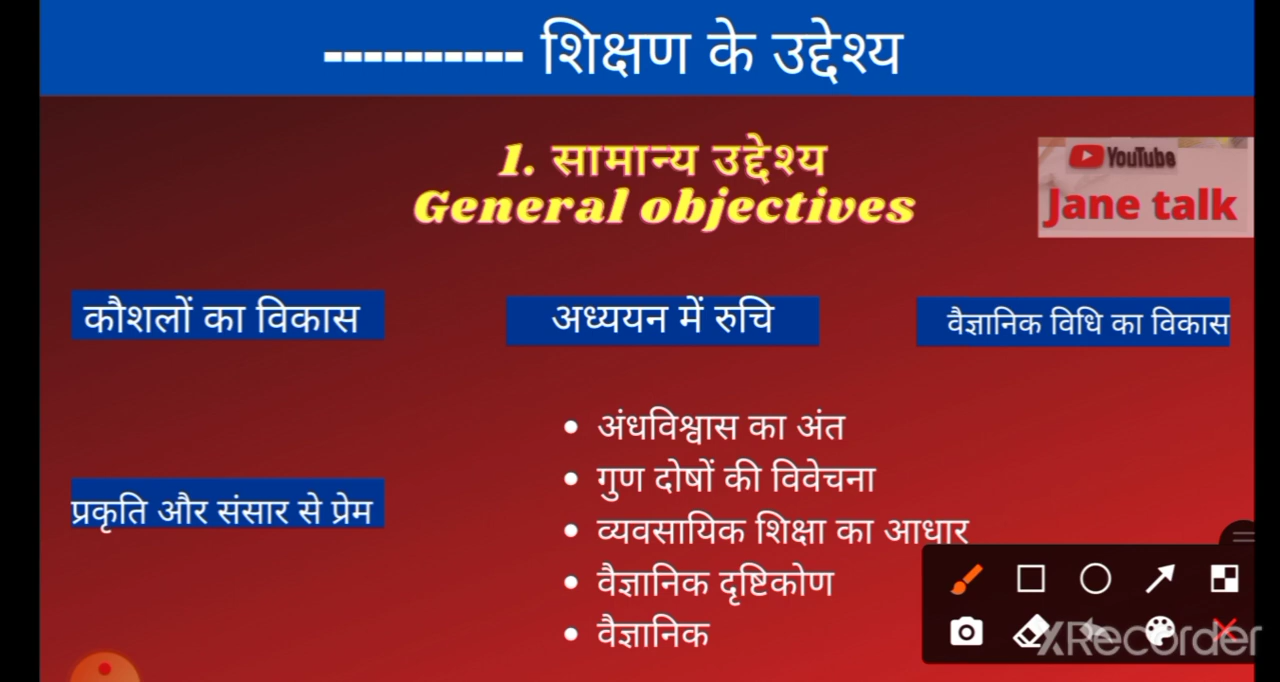 ---------- शिक्षण के उद्देश्य
1. सामान्य उद्देश्य
General objectives
YouTube
Jane talk
कौशलों का विकास
अध्ययन में रुचि
वैज्ञानिक विधि का विकास
प्रकृति और संसार से प्रेम
• अंधविश्वास का अंत
• गुण दोषों की विवेचना
• व्यवसायिक शिक्षा का आधार
• वैज्ञानिक दृष्टिकोण
• वैज्ञानिक
XRecorder